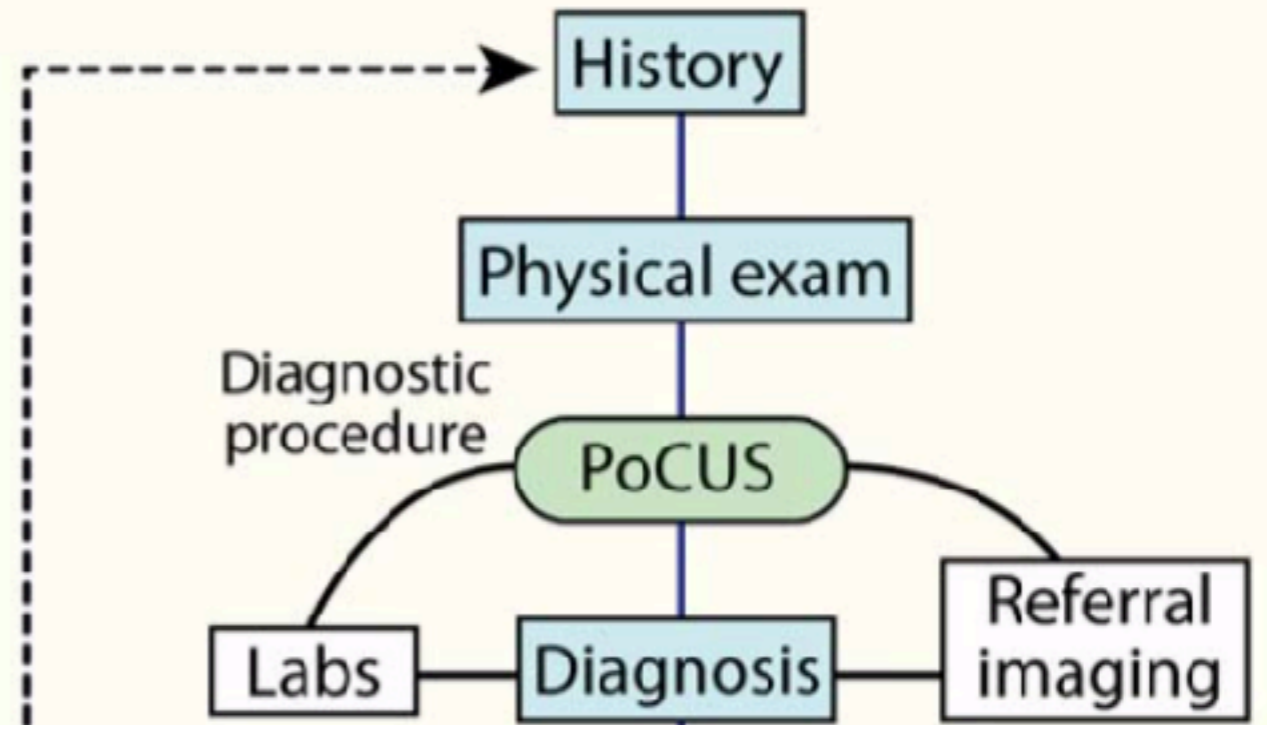 History
Physical exam
Diagnostic
procedure
PoCUS
Referral
imaging
Labs
Diagnosis